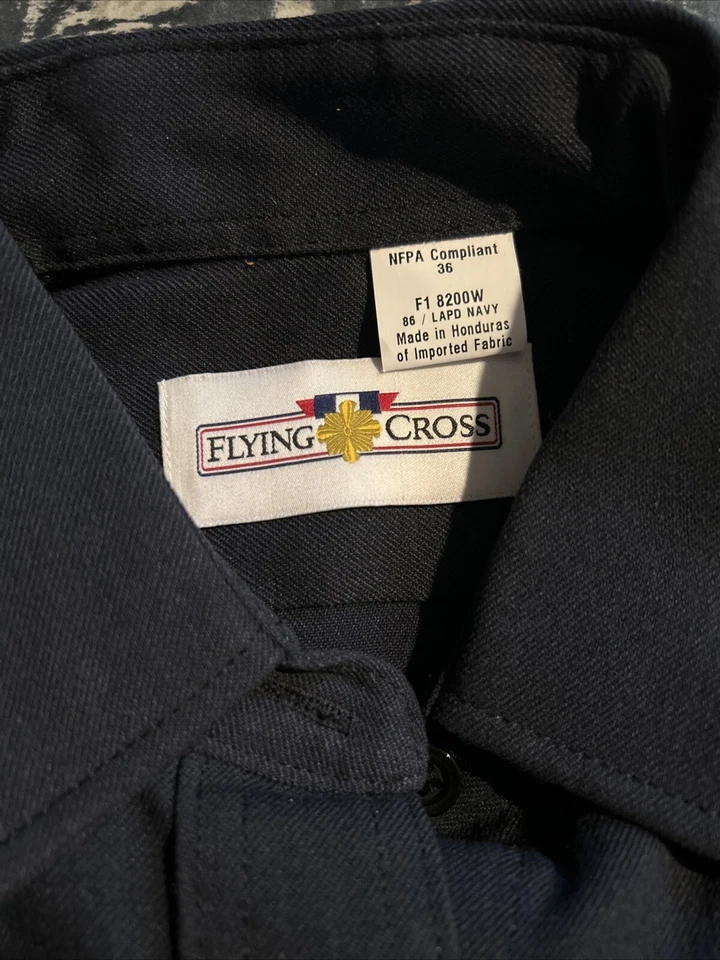 NFPA Compliant
36
F1 8200W
86 / LAPD NAVY
Made in Honduras
of Imported Fabric
FLYING CROSS